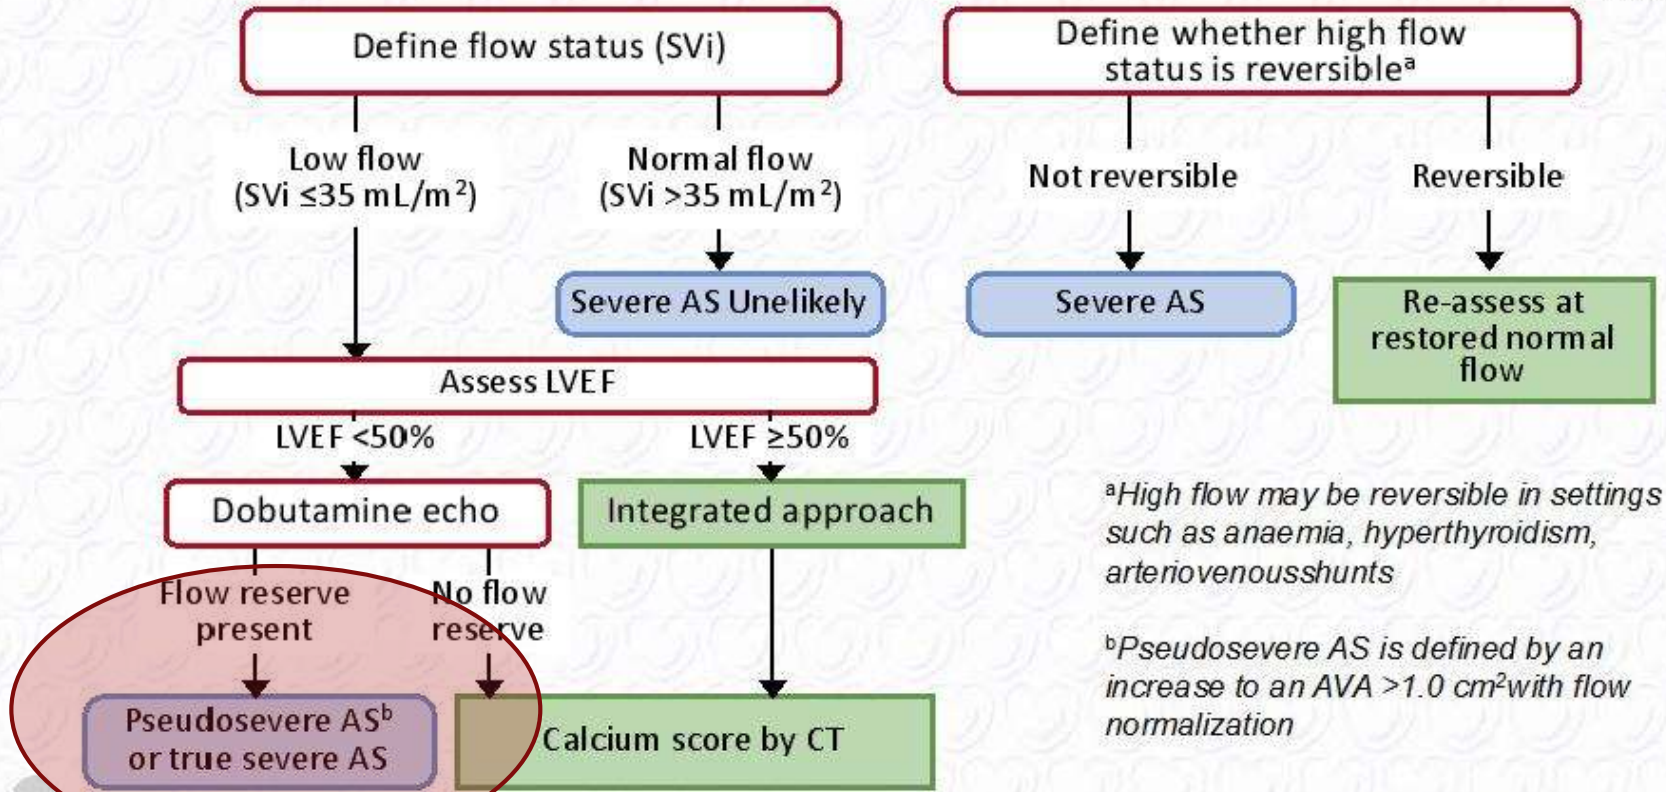 Define flow status (SVi)
Define whether high flow
status is reversibleᵃ
Low flow
(SVi ≤35 mL/m²)
Normal flow
(SVi >35 mL/m²)
Not reversible
Reversible
Severe AS Unelikely
Severe AS
Re-assess at
restored normal
flow
Assess LVEF
LVEF <50%
LVEF ≥50%
Dobutamine echo
Integrated approach
Flow reserve
present
No flow
reserve
Pseudosevere ASᵇ
or true severe AS
Calcium score by CT
ᵃHigh flow may be reversible in settings
such as anaemia, hyperthyroidism,
arteriovenousshunts
ᵇPseudosevere AS is defined by an
increase to an AVA >1.0 cm²with flow
normalization